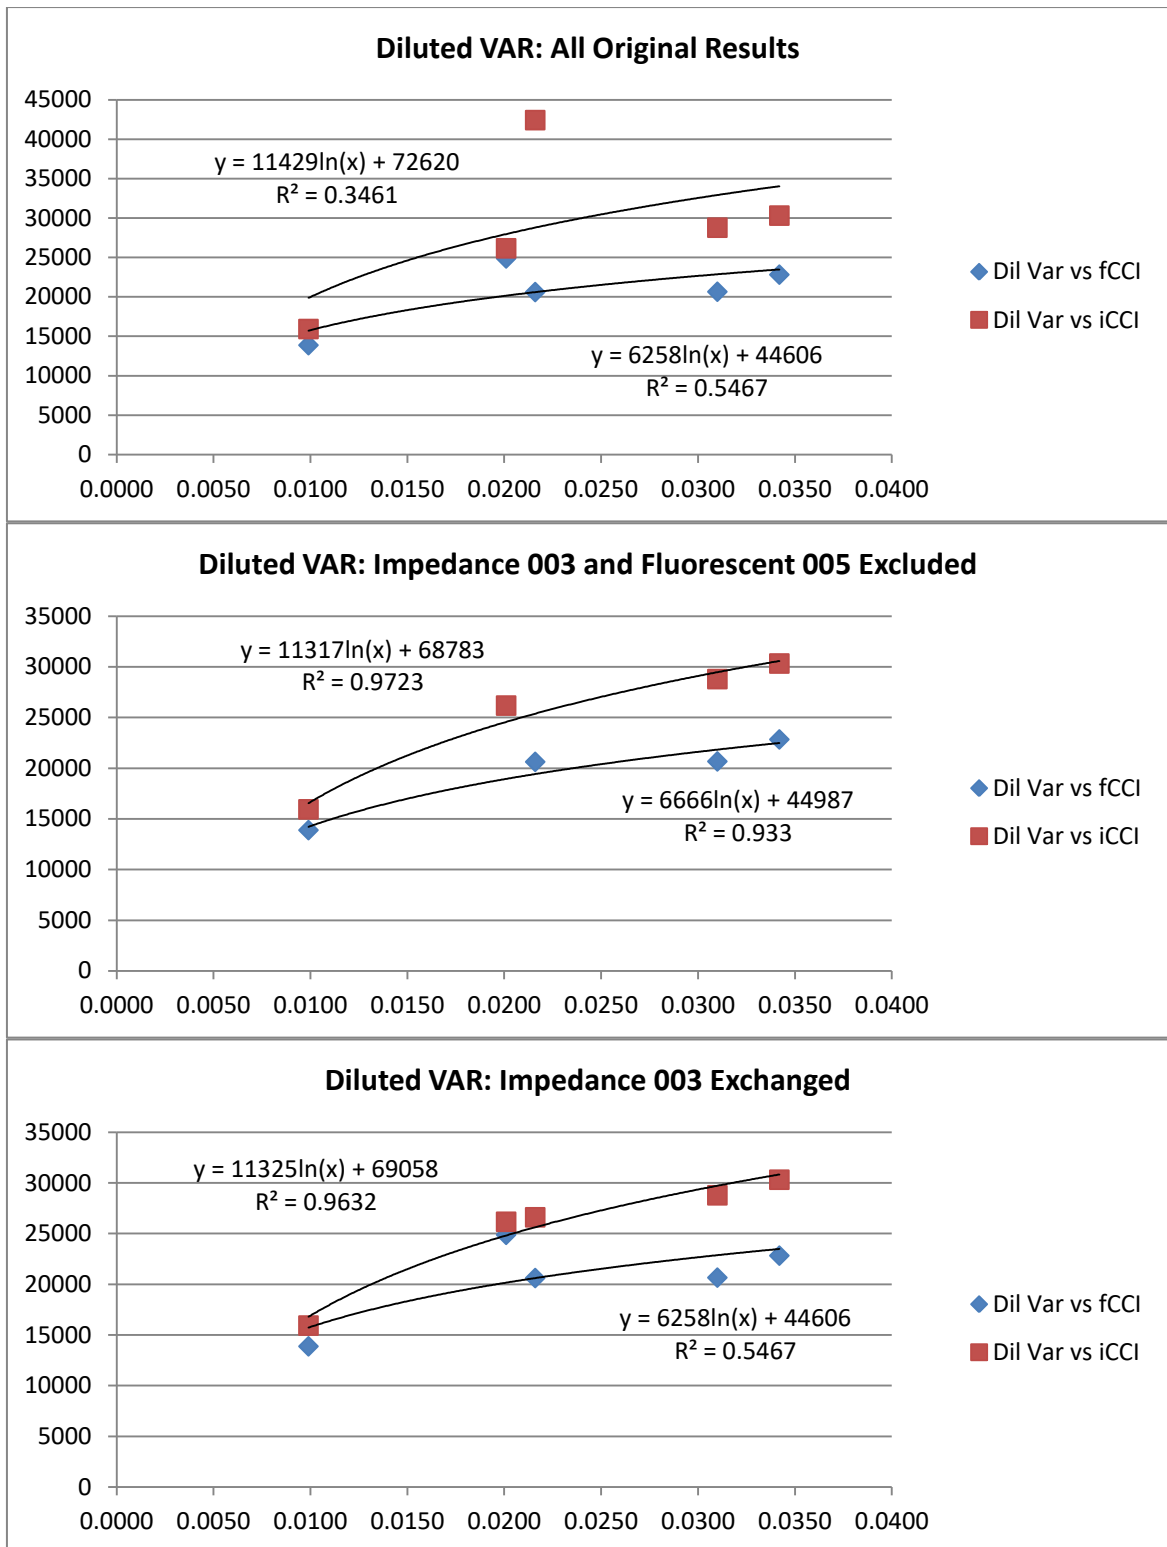 Diluted VAR: All Original Results
45000
40000
35000
30000
25000
20000
15000
10000
5000
0
y = 11429ln(x) + 72620
R² = 0.3461
y = 6258ln(x) + 44606
R² = 0.5467
0.0000 0.0050 0.0100 0.0150 0.0200 0.0250 0.0300 0.0350 0.0400
Dil Var vs fCCI
Dil Var vs iCCI
Diluted VAR: Impedance 003 and Fluorescent 005 Excluded
35000
30000
25000
20000
15000
10000
5000
0
y = 11317ln(x) + 68783
R² = 0.9723
y = 6666ln(x) + 44987
R² = 0.933
0.0000 0.0050 0.0100 0.0150 0.0200 0.0250 0.0300 0.0350 0.0400
Dil Var vs fCCI
Dil Var vs iCCI
Diluted VAR: Impedance 003 Exchanged
35000
30000
25000
20000
15000
10000
5000
0
y = 11325ln(x) + 69058
R² = 0.9632
y = 6258ln(x) + 44606
R² = 0.5467
0.0000 0.0050 0.0100 0.0150 0.0200 0.0250 0.0300 0.0350 0.0400
Dil Var vs fCCI
Dil Var vs iCCI